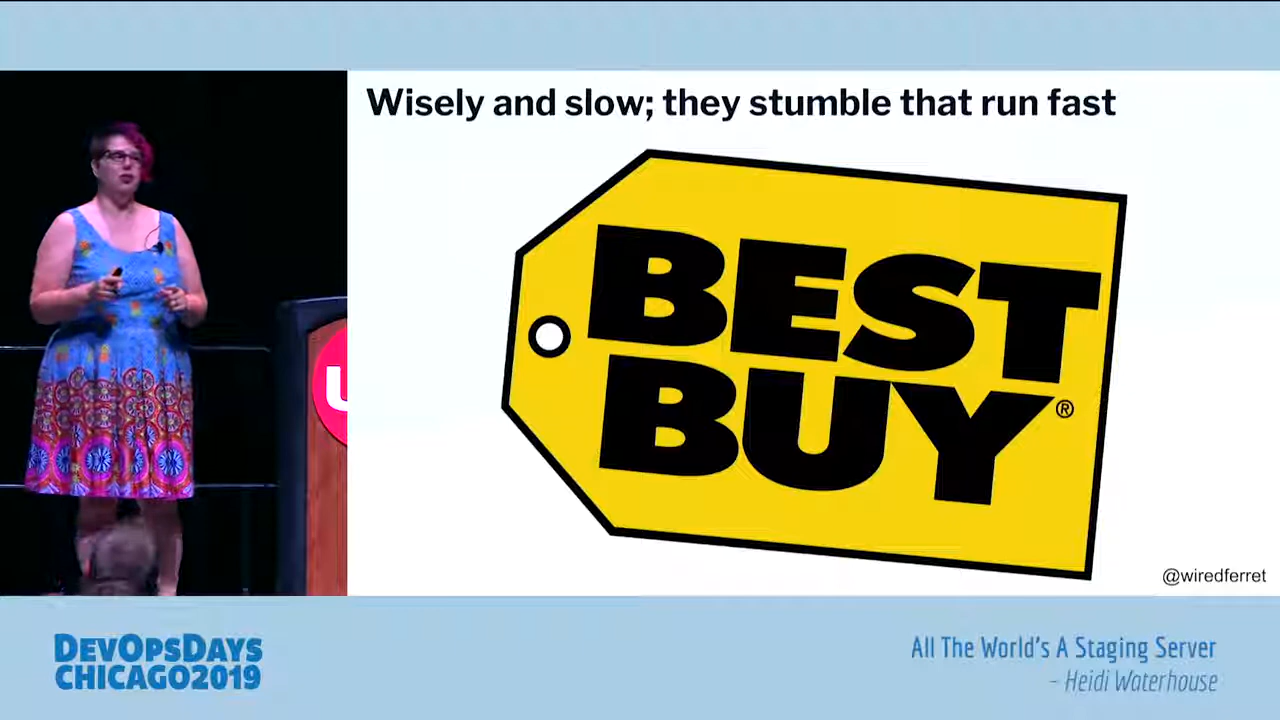 Wisely and slow; they stumble that run fast
BEST
BUY®
@wiredferret
DevOpsDays
CHICAGO2019
All The World's A Staging Server
- Heidi Waterhouse